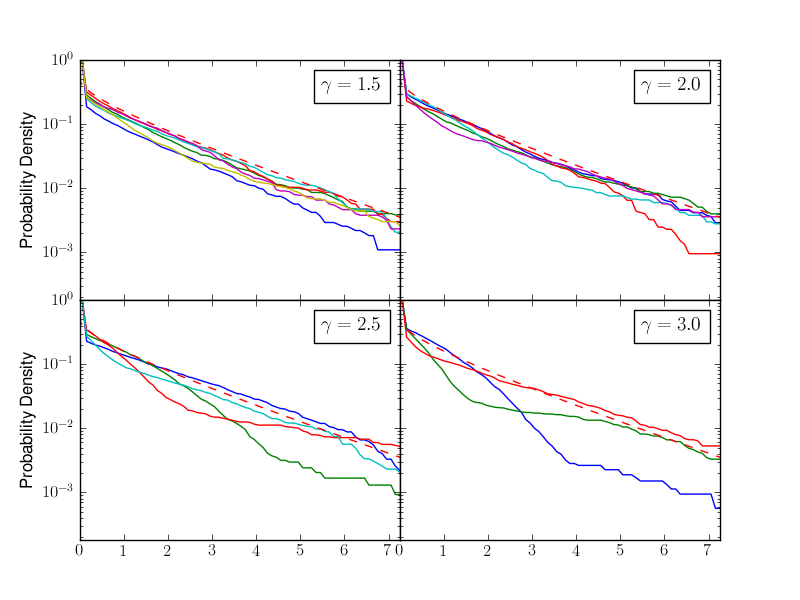 10^0
γ = 1.5
γ = 2.0
10^-1
Probability Density
10^-2
10^-3
10^0
γ = 2.5
γ = 3.0
10^-1
Probability Density
10^-2
10^-3
0 1 2 3 4 5 6 7 0 1 2 3 4 5 6 7